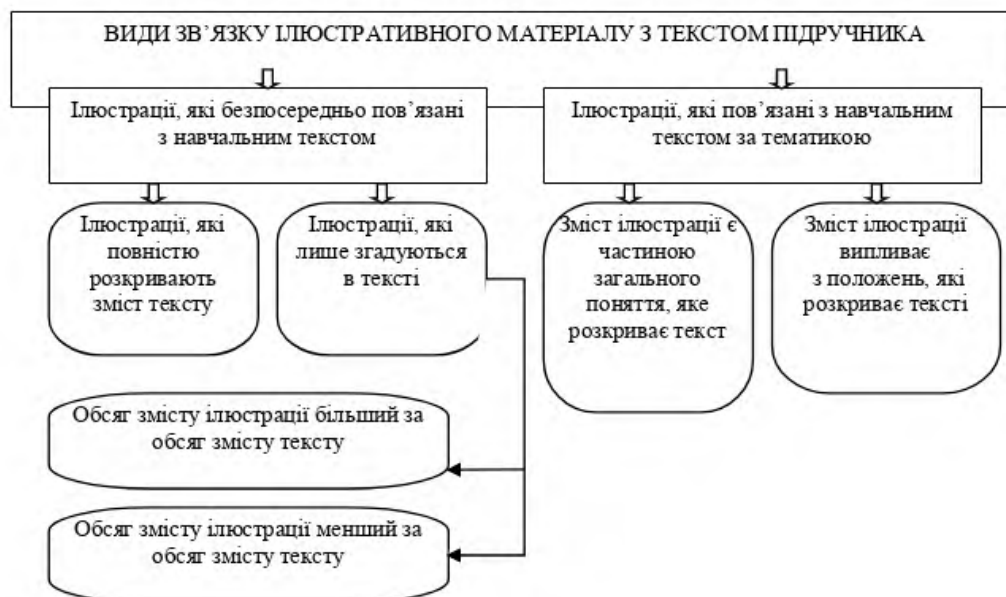 ВИДИ ЗВ’ЯЗКУ ІЛЮСТРАТИВНОГО МАТЕРІАЛУ З ТЕКСТОМ ПІДРУЧНИКА
Ілюстрації, які безпосередньо пов’язані
з навчальним текстом
Ілюстрації, які пов’язані з навчальним
текстом за тематикою
Ілюстрації, які
повністю
розкривають
зміст тексту
Ілюстрації, які
лише згадуються
в тексті
Зміст ілюстрації є
частиною
загального
поняття, яке
розкриває текст
Зміст ілюстрації
випливає
з положень, які
розкриває тексті
Обсяг змісту ілюстрації більший за
обсяг змісту тексту
Обсяг змісту ілюстрації менший за
обсяг змісту тексту